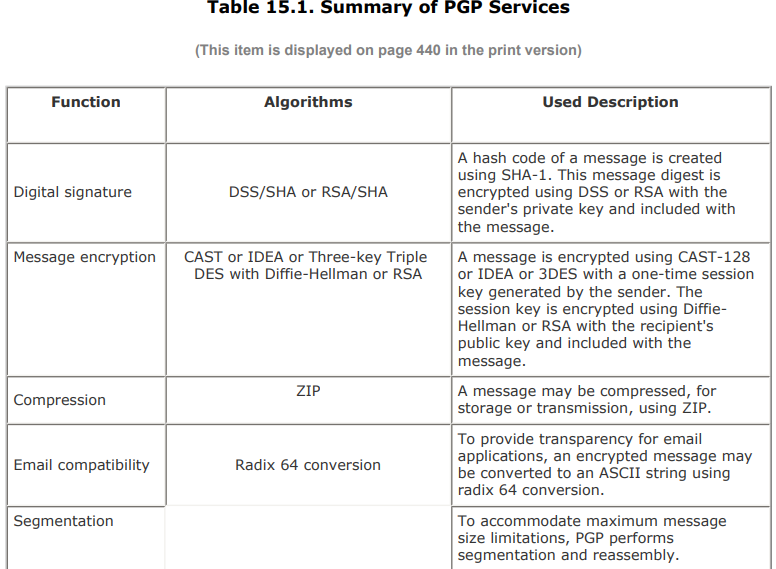 Table 15.1. Summary of PGP Services
(This item is displayed on page 440 in the print version)
Function Algorithms Used Description
Digital signature
DSS/SHA or RSA/SHA
A hash code of a message is created
using SHA-1. This message digest is
encrypted using DSS or RSA with the
sender's private key and included with
the message.
Message encryption
CAST or IDEA or Three-key Triple
DES with Diffie-Hellman or RSA
A message is encrypted using CAST-128
or IDEA or 3DES with a one-time session
key generated by the sender. The
session key is encrypted using Diffie-
Hellman or RSA with the recipient's
public key and included with the
message.
Compression
ZIP
A message may be compressed, for
storage or transmission, using ZIP.
Email compatibility
Radix 64 conversion
To provide transparency for email
applications, an encrypted message may
be converted to an ASCII string using
radix 64 conversion.
Segmentation
To accommodate maximum message
size limitations, PGP performs
segmentation and reassembly.